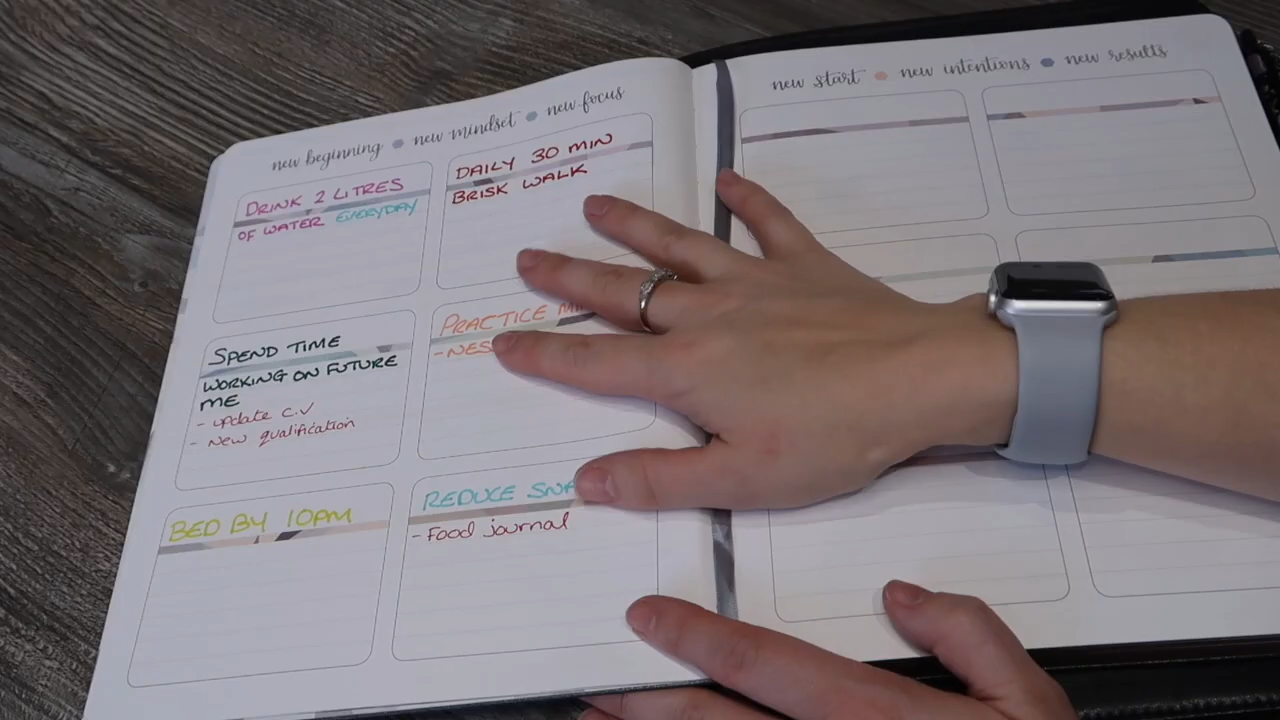 new beginning new mindset new focus
DRINK 2 LITRES
OF WATER EVERYDAY
DAILY 30 MIN
BRISK WALK
SPEND TIME
WORKING ON FUTURE
ME
- update C.V
- New qualification
PRACTICE
BED BY 10PM
REDUCE
- Food journal
new start new intentions new results